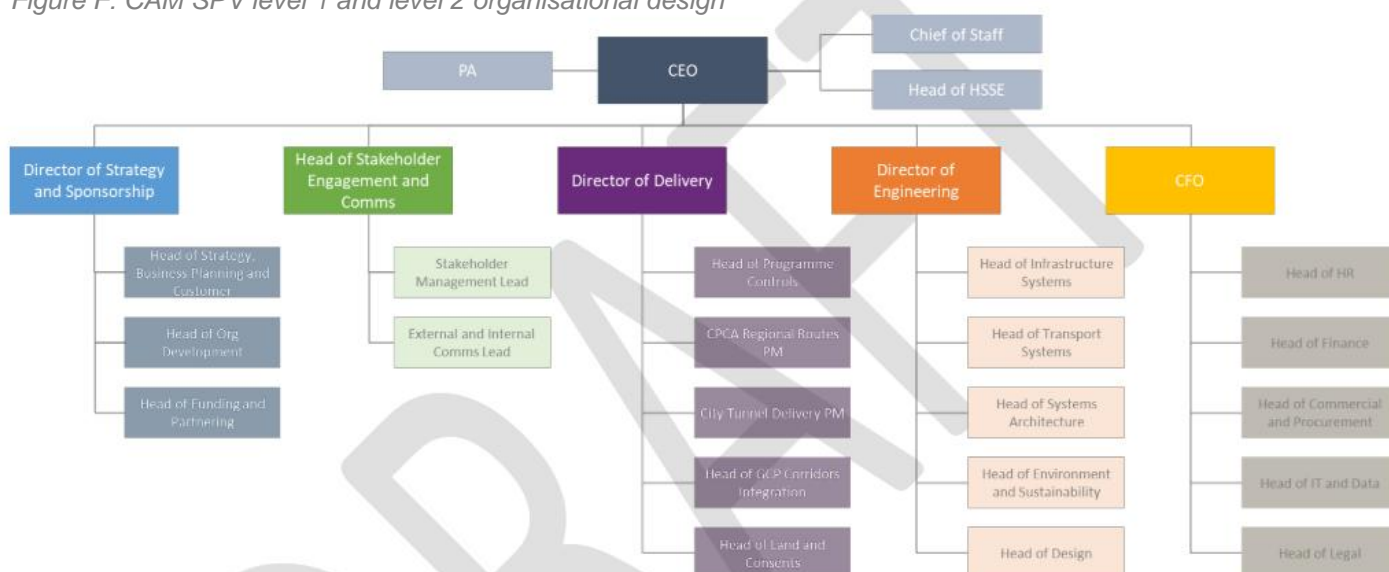 Figure F: CAM SPV level 1 and level 2 organisational design
Chief of Staff
PA
CEO
Head of HSSE
Director of Strategy
and Sponsorship
Head of Stakeholder
Engagement and
Comms
Director of Delivery
Director of
Engineering
CFO
Head of Strategy,
Business Planning and
Customer
Head of Org
Development
Head of Funding and
Partnering
Stakeholder
Management Lead
External and Internal
Comms Lead
Head of Programme
Controls
CPCA Regional Routes
PM
City Tunnel Delivery PM
Head of GCP Corridors
Integration
Head of Land and
Consents
Head of Infrastructure
Systems
Head of Transport
Systems
Head of Systems
Architecture
Head of Environment
and Sustainability
Head of Design
Head of HR
Head of Finance
Head of Commercial
and Procurement
Head of IT and Data
Head of Legal
DRAFT